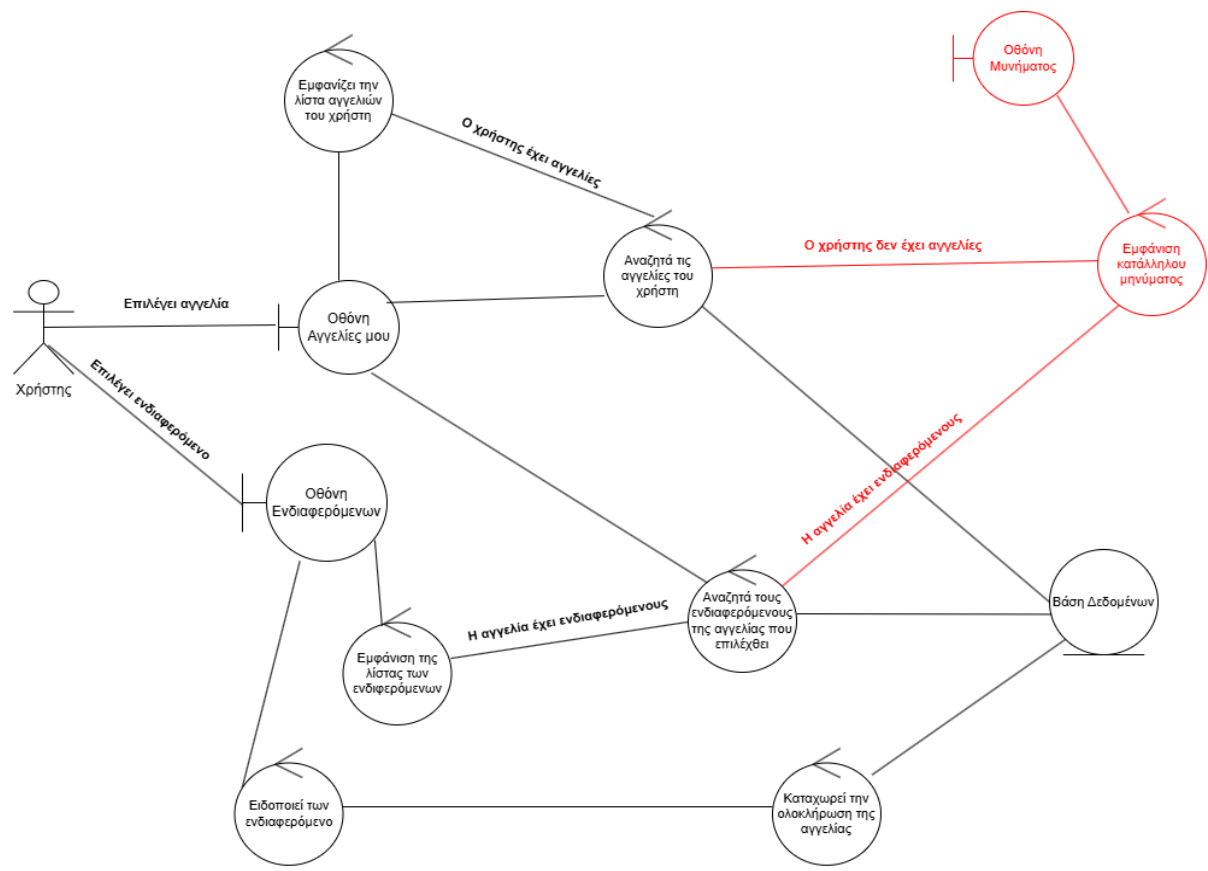 Οθόνη
Μυνήματος
Εμφανίζει την
λίστα αγγελιών
του χρήστη
Ο χρήστης έχει αγγελίες
Αναζητά τις
αγγελίες του
χρήστη
Ο χρήστης δεν έχει αγγελίες
Εμφάνιση
κατάλληλου
μηνύματος
Επιλέγει αγγελία
Οθόνη
Αγγελίες μου
Χρήστης
Επιλέγει ενδιαφερόμενο
Οθόνη
Ενδιαφερόμενων
Η αγγελία έχει ενδιαφερόμενους
Αναζητά τους
ενδιαφερόμενους
της αγγελίας που
επιλέχθει
Βάση Δεδομένων
Η αγγελία έχει ενδιαφερόμενους
Εμφάνιση της
λίστας των
ενδιφερόμενων
Ειδοποιεί των
ενδιαφερόμενο
Καταχωρεί την
ολοκλήρωση της
αγγελίας